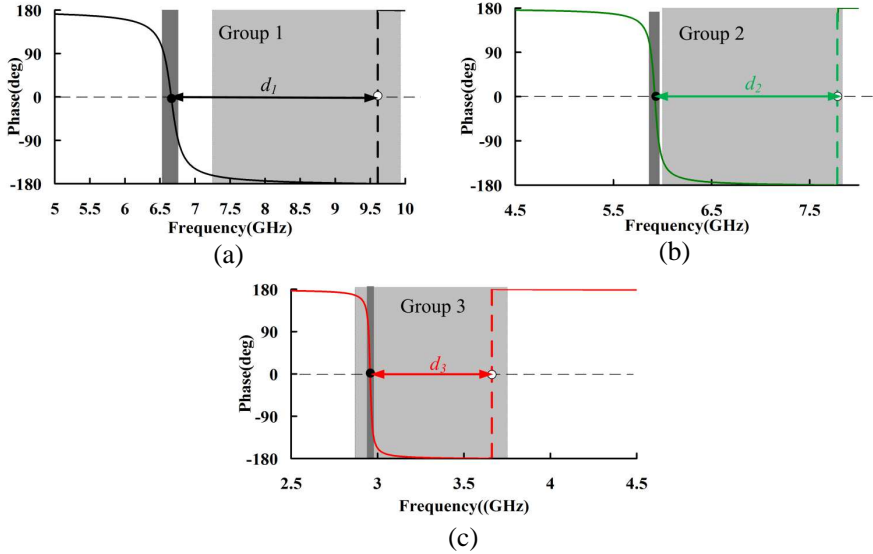 180
Group 1
90
Phase(deg)
0
d1
-90
-180
5 5.5 6 6.5 7 7.5 8 8.5 9 9.5 10
Frequency(GHz)
(a)
180
Group 2
90
Phase(deg)
0
d2
-90
-180
4.5 5.5 6.5 7.5
Frequency(GHz)
(b)
180
Group 3
90
Phase(deg)
0
d3
-90
-180
2.5 3 3.5 4 4.5
Frequency((GHz)
(c)